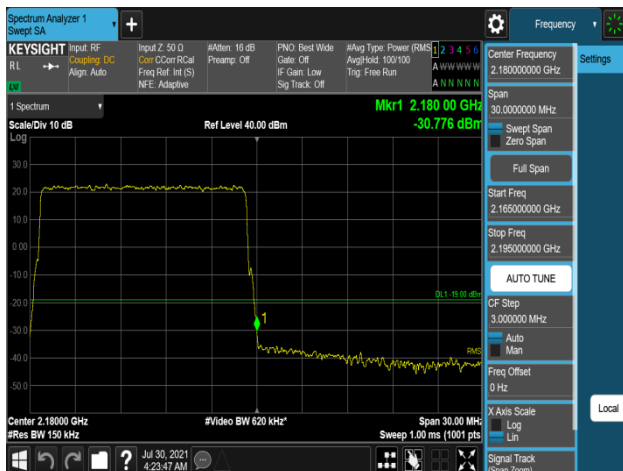 Spectrum Analyzer 1
Swept SA
Frequency
KEYSIGHT
RL
LXI
Input: RF
Coupling: DC
Align: Auto
Input Z: 50 Ω
Corr CCorr RCal
Freq Ref: Int (S)
NFE: Adaptive
#Atten: 16 dB
Preamp: Off
PNO: Best Wide
Gate: Off
IF Gain: Low
Sig Track: Off
#Avg Type: Power (RMS
Avg|Hold: 100/100
Trig: Free Run
1 2 3 4 5 6
A W W W W W
A N N N N N
1 Spectrum
Scale/Div 10 dB
Log
Ref Level 40.00 dBm
Mkr1 2.180 00 GHz
-30.776 dBm
30.0
20.0
10.0
0.00
-10.0
-20.0
-30.0
-40.0
-50.0
DL1 -19.00 dBm
1
RMS
Center 2.18000 GHz
#Res BW 150 kHz
#Video BW 620 kHz*
Span 30.00 MHz
Sweep 1.00 ms (1001 pts)
Jul 30, 2021
4:23:47 AM
Center Frequency
2.180000000 GHz
Settings
Span
30.0000000 MHz
Swept Span
Zero Span
Full Span
Start Freq
2.165000000 GHz
Stop Freq
2.195000000 GHz
AUTO TUNE
CF Step
3.000000 MHz
Auto
Man
Freq Offset
0 Hz
X Axis Scale
Log
Lin
Local
Signal Track
(Span Zoom)